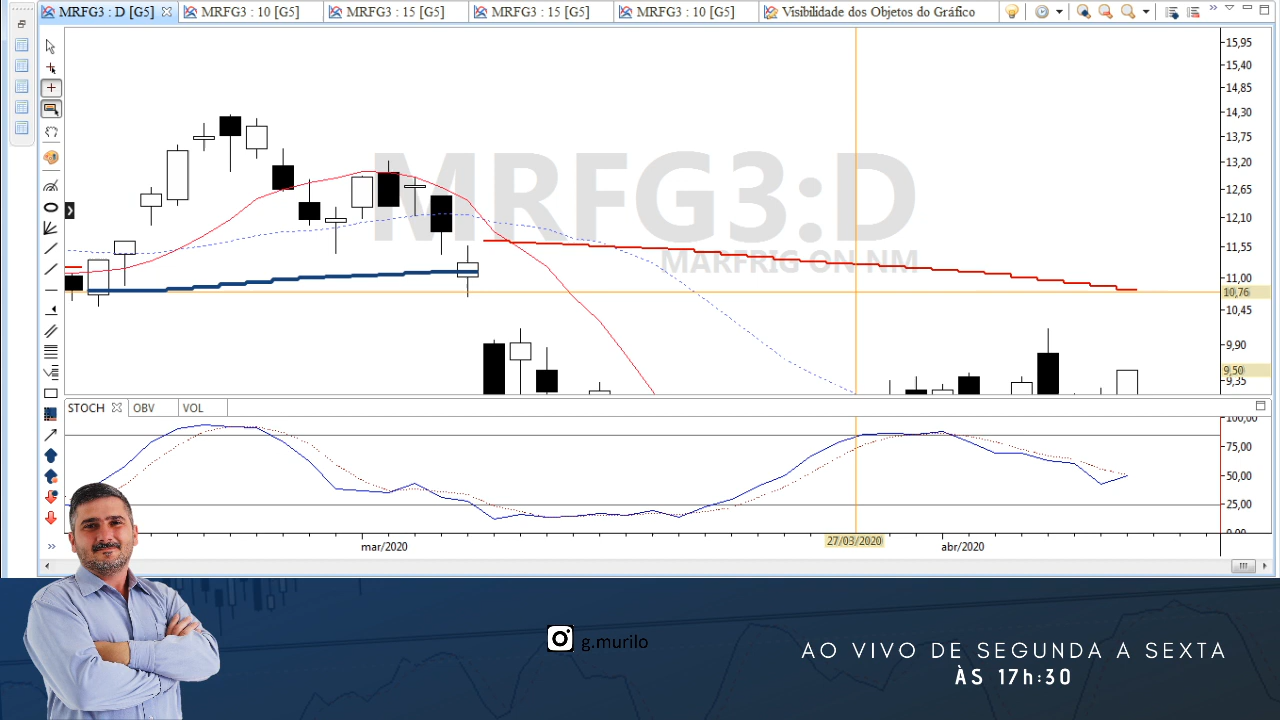 MRFG3 : D [G5]
MRFG3 : 10 [G5]
MRFG3 : 15 [G5]
MRFG3 : 15 [G5]
MRFG3 : 10 [G5]
Visibilidade dos Objetos do Gráfico
MRFG3:D
MARFRIG ON NM
15,95
15,40
14,85
14,30
13,75
13,20
12,65
12,10
11,55
11,00
10,76
10,45
9,90
9,50
9,35
STOCH
OBV
VOL
100,00
75,00
50,00
25,00
0,00
mar/2020
27/03/2020
abr/2020
g.murilo
AO VIVO DE SEGUNDA A SEXTA
ÀS 17h:30